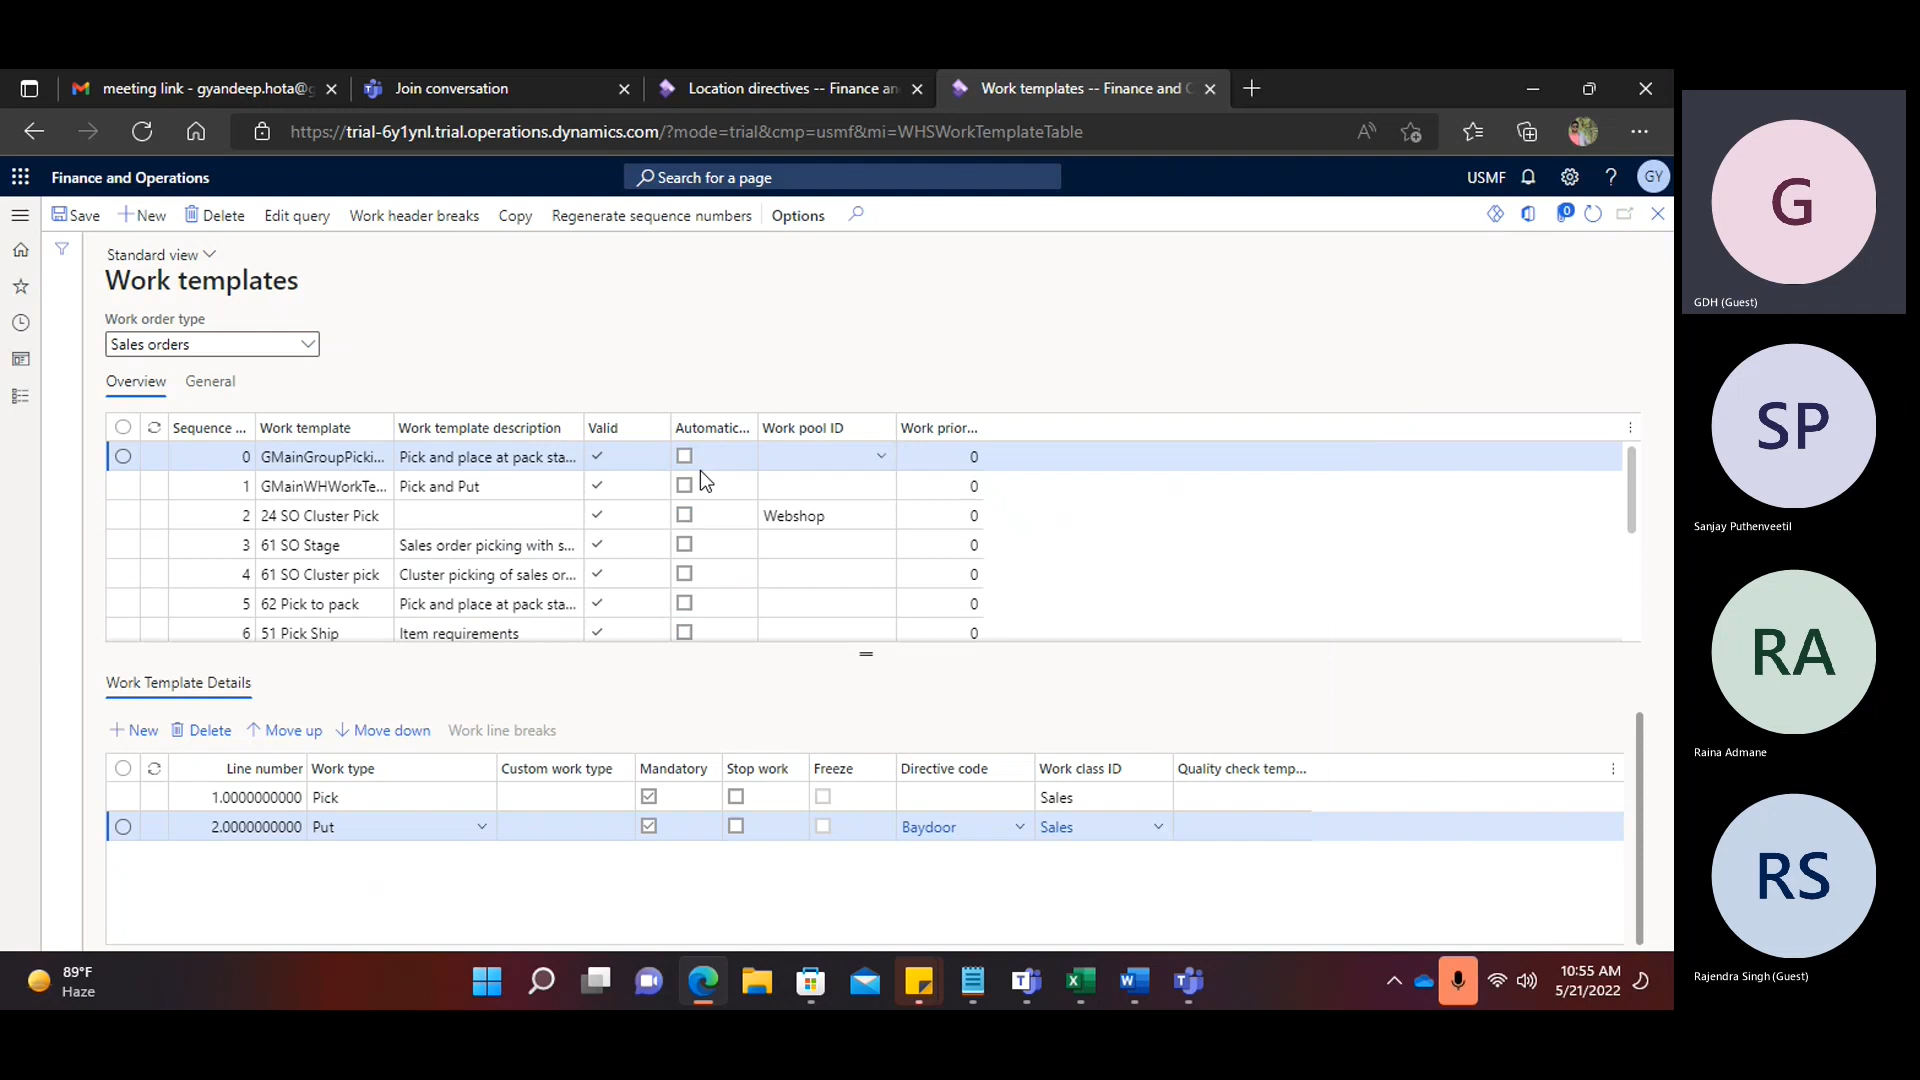 meeting link - gyandeep.hota@g
Join conversation
Location directives -- Finance an
Work templates -- Finance and O
https://trial-6y1ynl.trial.operations.dynamics.com/?mode=trial&cmp=usmf&mi=WHSWorkTemplateTable
Finance and Operations
Search for a page
USMF
GY
Save New Delete Edit query Work header breaks Copy Regenerate sequence numbers Options
0
Standard view
Work templates
Work order type
Sales orders
Overview General
Sequence ... Work template Work template description Valid Automatic... Work pool ID Work prior...
0 GMainGroupPicki... Pick and place at pack sta... 0
1 GMainWHWorkTe... Pick and Put 0
2 24 SO Cluster Pick Webshop 0
3 61 SO Stage Sales order picking with s... 0
4 61 SO Cluster pick Cluster picking of sales or... 0
5 62 Pick to pack Pick and place at pack sta... 0
6 51 Pick Ship Item requirements 0
Work Template Details
New Delete Move up Move down Work line breaks
Line number Work type Custom work type Mandatory Stop work Freeze Directive code Work class ID Quality check temp...
1.0000000000 Pick Sales
2.0000000000 Put Baydoor Sales
89°F
Haze
10:55 AM
5/21/2022
G
GDH (Guest)
SP
Sanjay Puthenveetil
RA
Raina Admane
RS
Rajendra Singh (Guest)